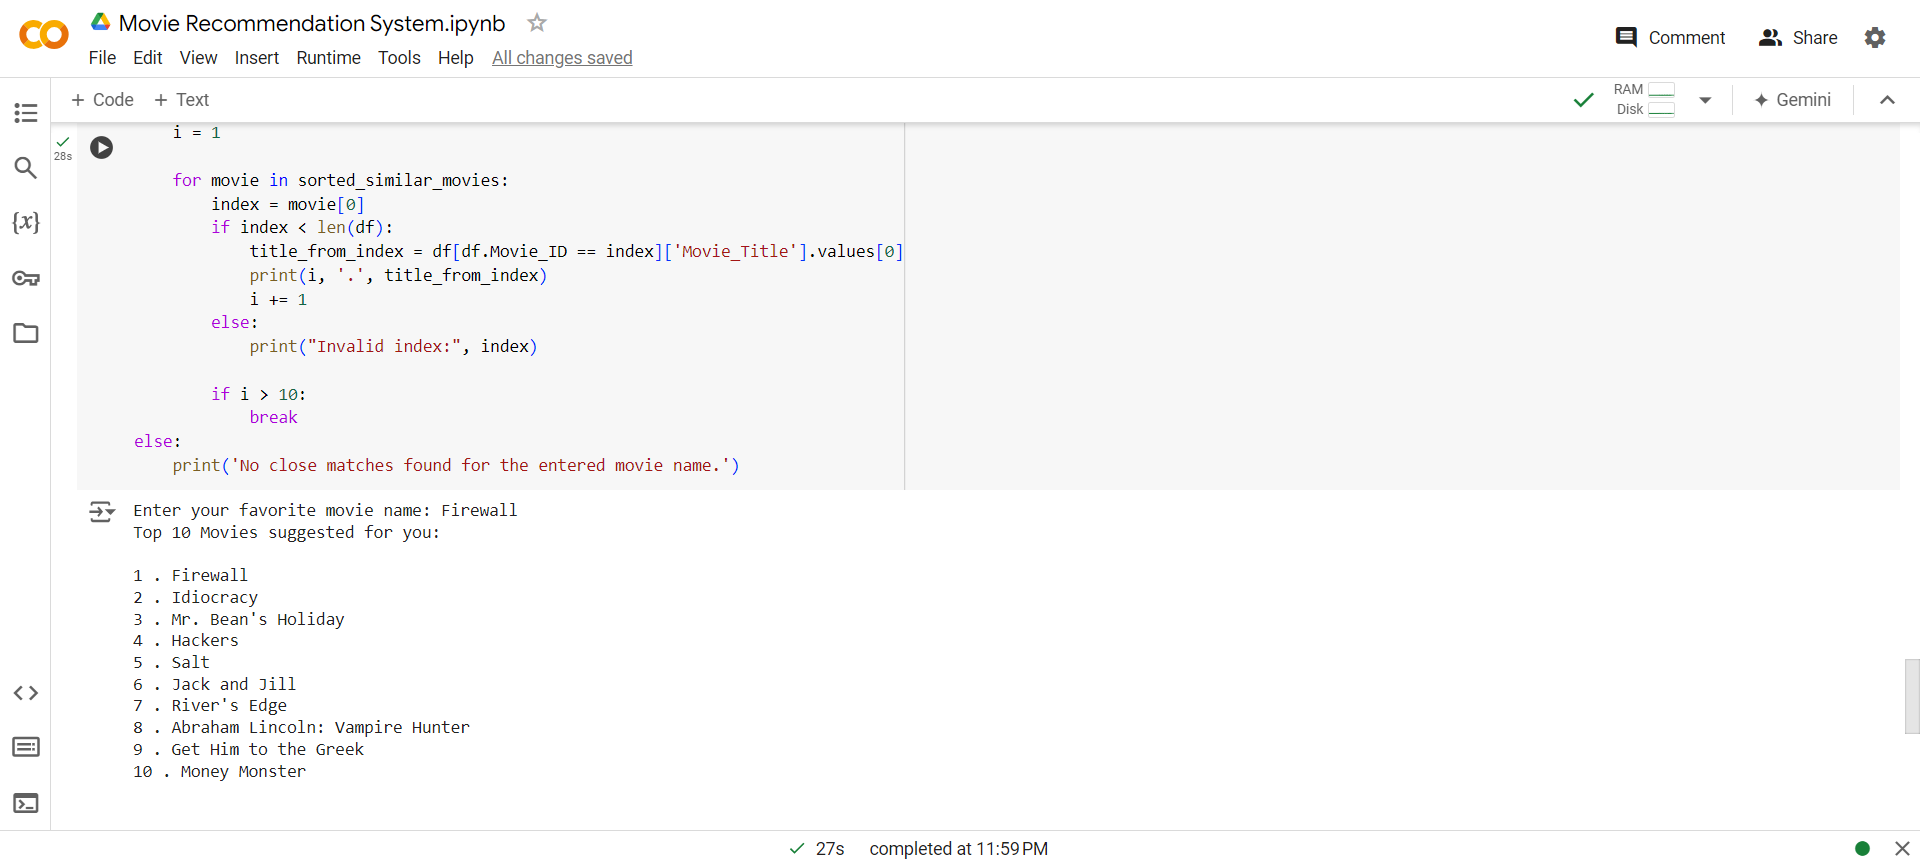 Movie Recommendation System.ipynb
File Edit View Insert Runtime Tools Help All changes saved
Comment Share
+ Code + Text
RAM
Disk
Gemini
28s
i = 1
for movie in sorted_similar_movies:
index = movie[0]
if index < len(df):
title_from_index = df[df.Movie_ID == index]['Movie_Title'].values[0]
print(i, '.', title_from_index)
i += 1
else:
print("Invalid index:", index)
if i > 10:
break
else:
print('No close matches found for the entered movie name.')
Enter your favorite movie name: Firewall
Top 10 Movies suggested for you:
1 . Firewall
2 . Idiocracy
3 . Mr. Bean's Holiday
4 . Hackers
5 . Salt
6 . Jack and Jill
7 . River's Edge
8 . Abraham Lincoln: Vampire Hunter
9 . Get Him to the Greek
10 . Money Monster
27s completed at 11:59 PM